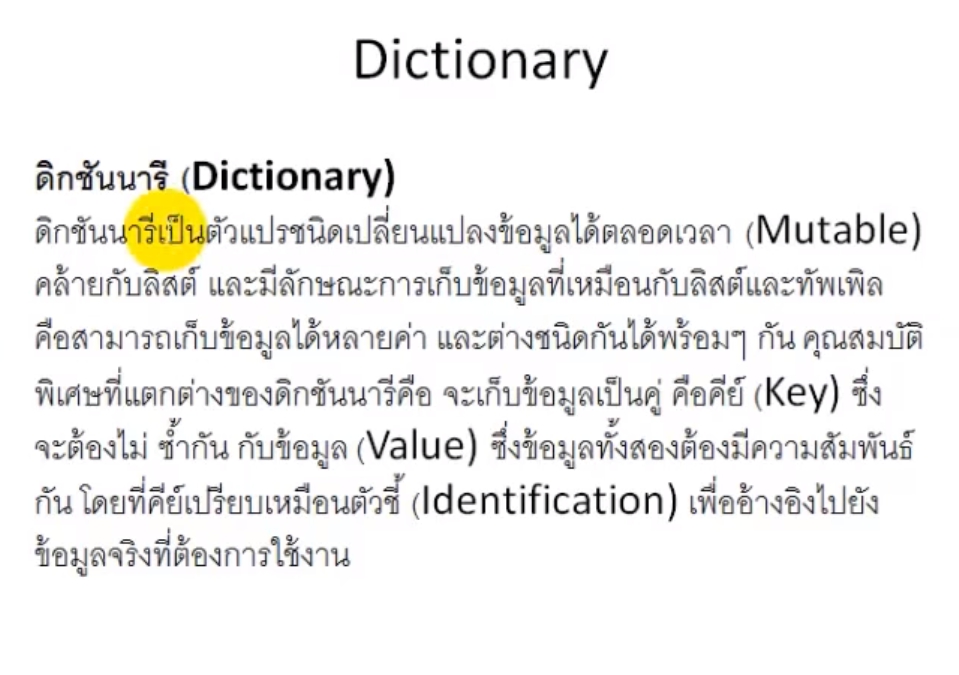 Dictionary
ดิกชันนารี (Dictionary)
ดิกชันนารีเป็นตัวแปรชนิดเปลี่ยนแปลงข้อมูลได้ตลอดเวลา (Mutable)
คล้ายกับลิสต์ และมีลักษณะการเก็บข้อมูลที่เหมือนกับลิสต์และทัพเพิล
คือสามารถเก็บข้อมูลได้หลายค่า และต่างชนิดกันได้พร้อมๆ กัน คุณสมบัติ
พิเศษที่แตกต่างของดิกชันนารีคือ จะเก็บข้อมูลเป็นคู่ คือคีย์ (Key) ซึ่ง
จะต้องไม่ ซ้ำกัน กับข้อมูล (Value) ซึ่งข้อมูลทั้งสองต้องมีความสัมพันธ์
กัน โดยที่คีย์เปรียบเหมือนตัวชี้ (Identification) เพื่ออ้างอิงไปยัง
ข้อมูลจริงที่ต้องการใช้งาน